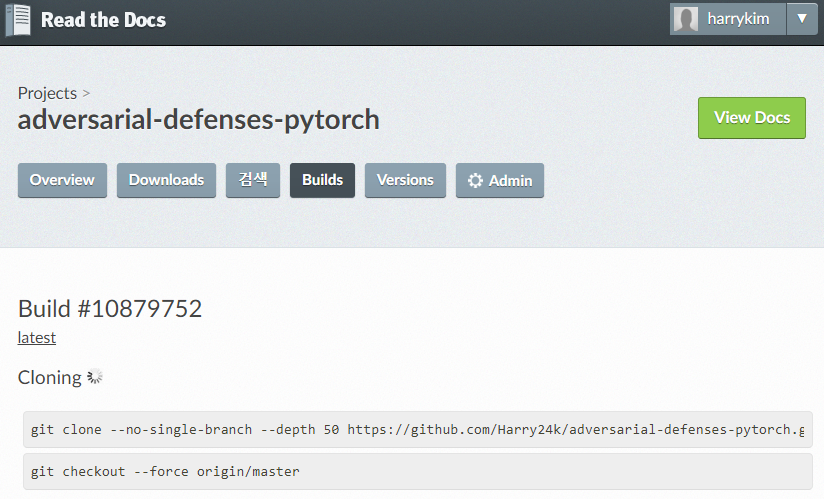 Read the Docs
harrykim
Projects >
adversarial-defenses-pytorch
View Docs
Overview
Downloads
검색
Builds
Versions
Admin
Build #10879752
latest
Cloning
git clone --no-single-branch --depth 50 https://github.com/Harry24k/adversarial-defenses-pytorch.g
git checkout --force origin/master